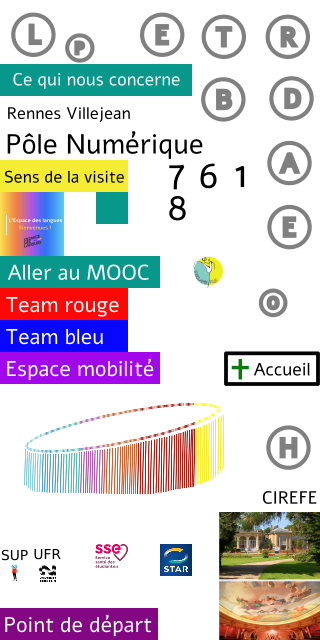 L P E T R
Ce qui nous concerne
B D
Rennes Villejean
Pôle Numérique
A
Sens de la visite
7 6 1
8
L'Espace des langues
Bienvenues !
E
Aller au MOOC
O
Team rouge
Team bleu
Espace mobilité
Accueil
H
CIREFE
SUP UFR
sse
Service
santé des
étudiant·e·s
STAR
Point de départ